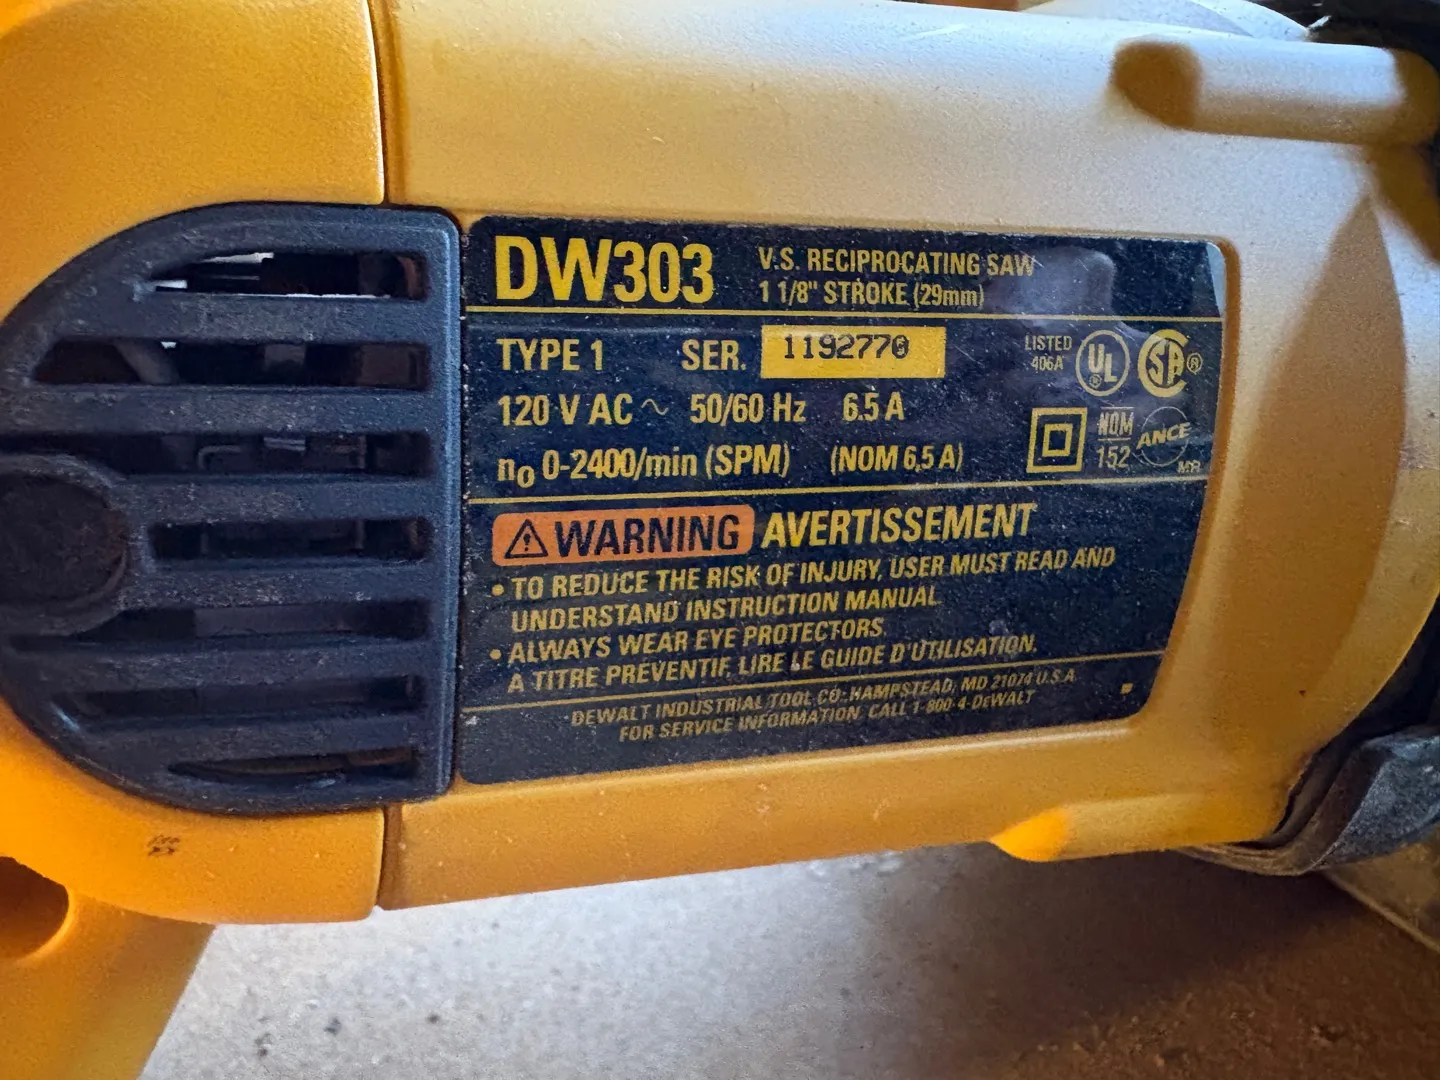 DW303
V.S. RECIPROCATING SAW
1 1/8" STROKE (29mm)
TYPE 1 SER. 1192770
LISTED
406A
UL
®
SA ®
120 V AC ~ 50/60 Hz 6.5 A
n₀ 0-2400/min (SPM) (NOM 6,5 A)
NOM
152
ANCE
MR
⚠ WARNING AVERTISSEMENT
• TO REDUCE THE RISK OF INJURY, USER MUST READ AND
UNDERSTAND INSTRUCTION MANUAL.
• ALWAYS WEAR EYE PROTECTORS.
A TITRE PRÉVENTIF, LIRE LE GUIDE D'UTILISATION.
DEWALT INDUSTRIAL TOOL CO. HAMPSTEAD, MD 21074 U.S.A
FOR SERVICE INFORMATION, CALL 1-800-4-DEWALT